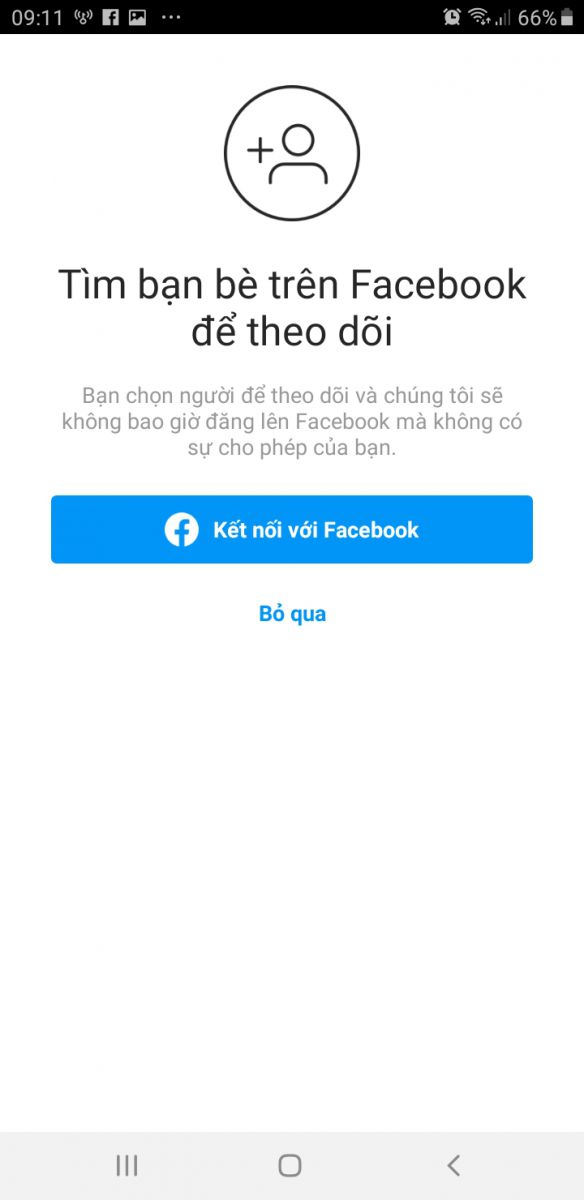 09:11 66%
Tìm bạn bè trên Facebook
để theo dõi
Bạn chọn người để theo dõi và chúng tôi sẽ
không bao giờ đăng lên Facebook mà không có
sự cho phép của bạn.
Kết nối với Facebook
Bỏ qua